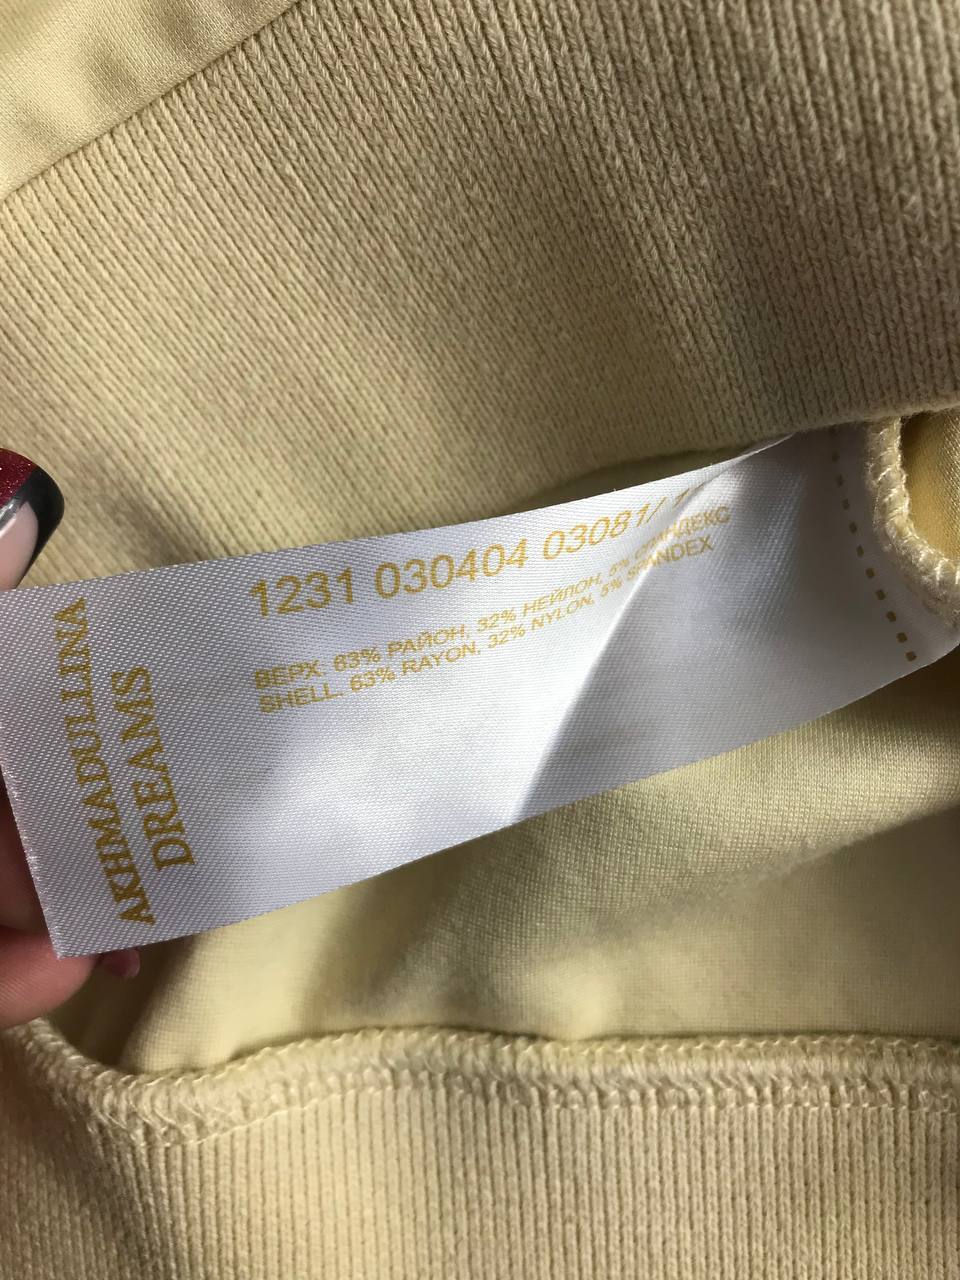 AKHMADULLINA
DREAMS
1231 030404 03081/
ВЕРХ. 63% РАЙОН, 32% НЕЙЛОН, 5% СПАНДЕКС
SHELL. 63% RAYON, 32% NYLON, 5% SPANDEX